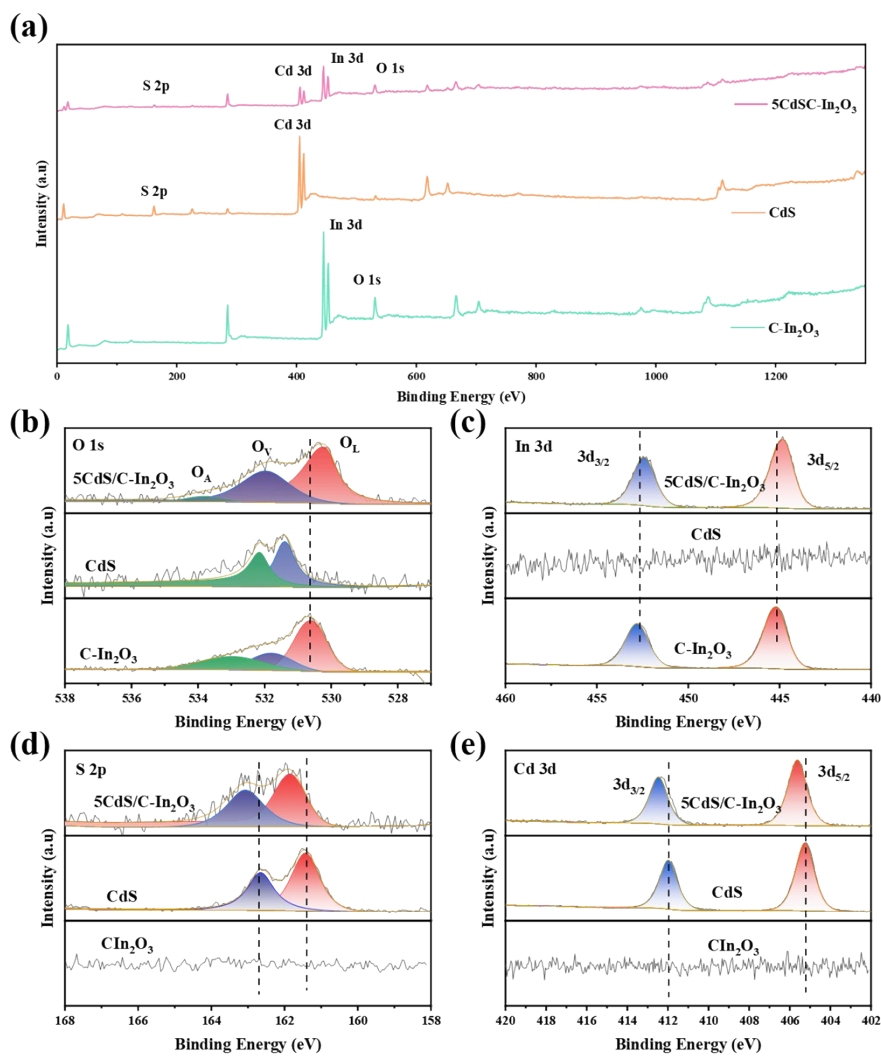 (a)
In 3d
Cd 3d
O 1s
S 2p
5CdSC-In₂O₃
Cd 3d
S 2p
CdS
In 3d
O 1s
C-In₂O₃
Intensity (a.u)
0 200 400 600 800 1000 1200
Binding Energy (eV)
(b)
O 1s
O_A O_V O_L
5CdS/C-In₂O₃
CdS
C-In₂O₃
Intensity (a.u)
538 536 534 532 530 528
Binding Energy (eV)
(c)
In 3d
3d₃/₂ 3d₅/₂
5CdS/C-In₂O₃
CdS
C-In₂O₃
Intensity (a.u)
460 455 450 445 440
Binding Energy (eV)
(d)
S 2p
5CdS/C-In₂O₃
CdS
CIn₂O₃
Intensity (a.u)
168 166 164 162 160 158
Binding Energy (eV)
(e)
Cd 3d
3d₃/₂ 3d₅/₂
5CdS/C-In₂O₃
CdS
CIn₂O₃
Intensity (a.u)
420 418 416 414 412 410 408 406 404 402
Binding Energy (eV)